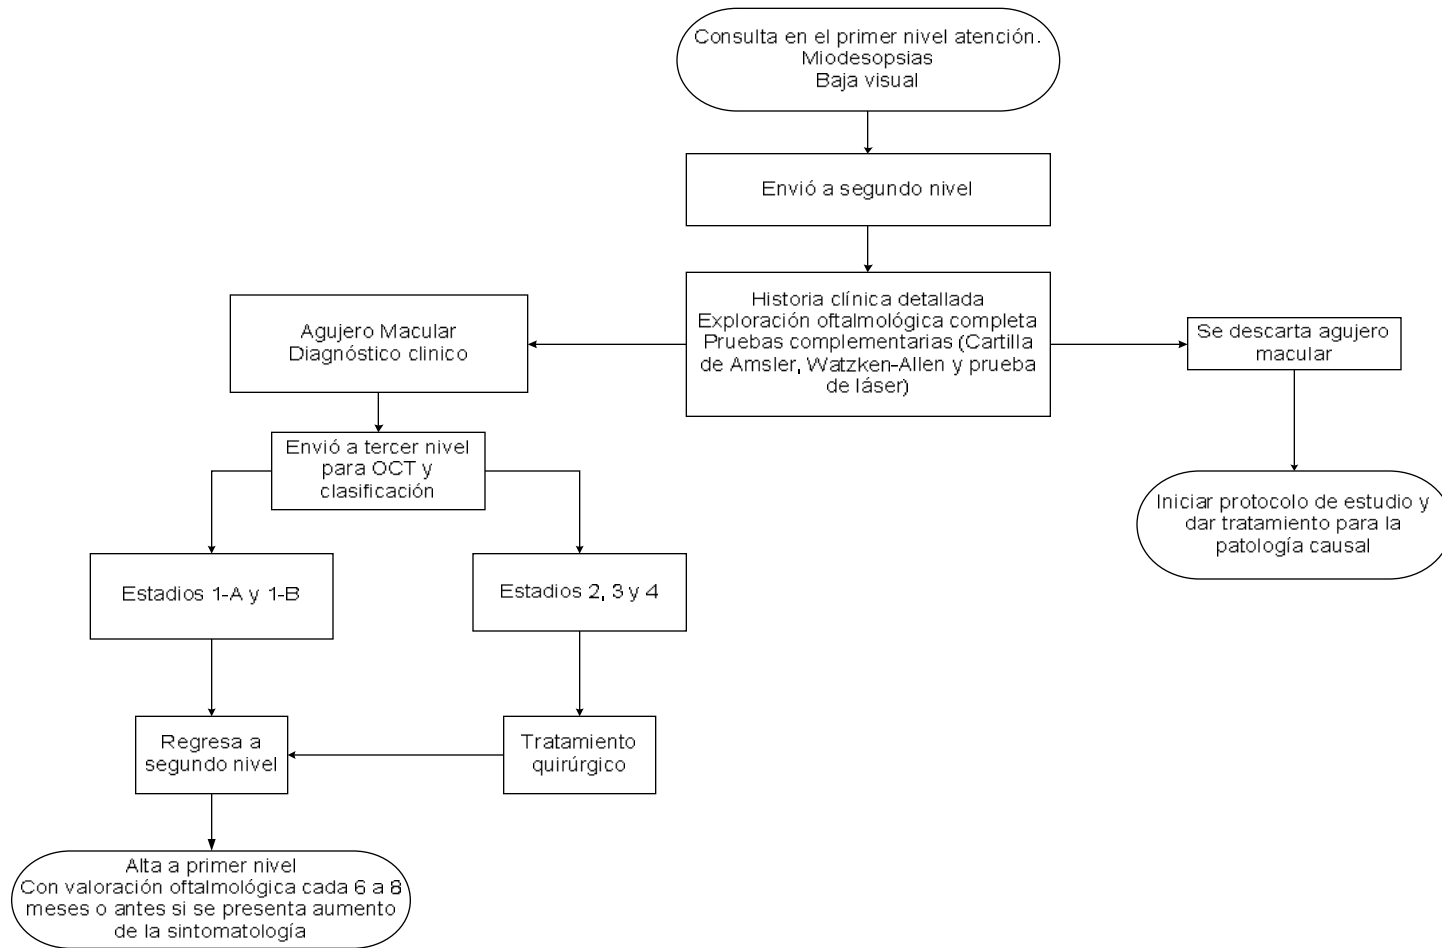 Consulta en el primer nivel atención.
Miodesopsias
Baja visual
Envió a segundo nivel
Historia clínica detallada
Exploración oftalmológica completa
Pruebas complementarias (Cartilla
de Amsler, Watzken-Allen y prueba
de láser)
Agujero Macular
Diagnóstico clinico
Se descarta agujero
macular
Envió a tercer nivel
para OCT y
clasificación
Iniciar protocolo de estudio y
dar tratamiento para la
patología causal
Estadios 1-A y 1-B
Estadios 2, 3 y 4
Regresa a
segundo nivel
Tratamiento
quirúrgico
Alta a primer nivel
Con valoración oftalmológica cada 6 a 8
meses o antes si se presenta aumento
de la sintomatología